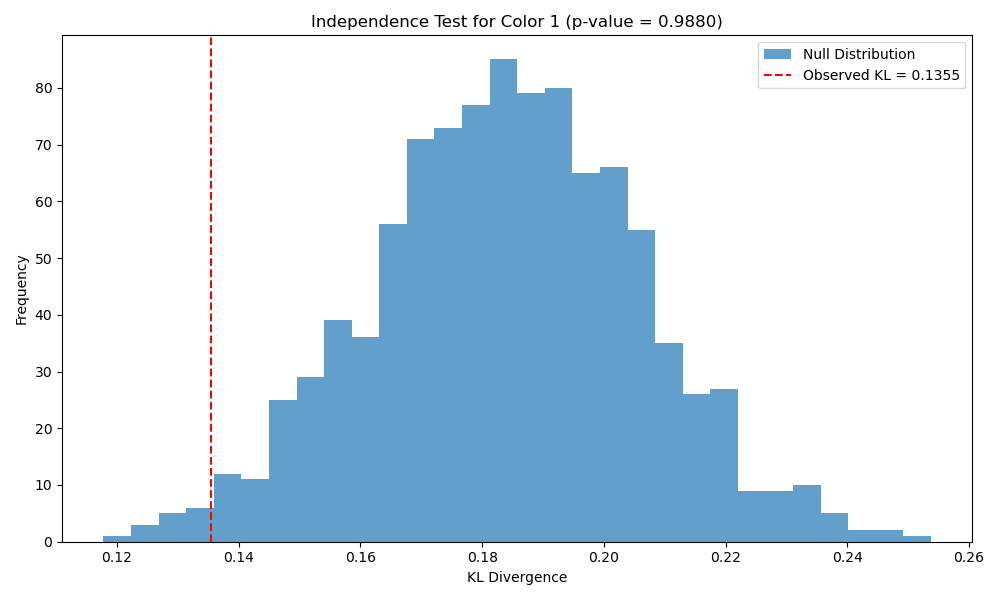 Independence Test for Color 1 (p-value = 0.9880)
Null Distribution
Observed KL = 0.1355
Frequency
80
70
60
50
40
30
20
10
0
0.12 0.14 0.16 0.18 0.20 0.22 0.24 0.26
KL Divergence